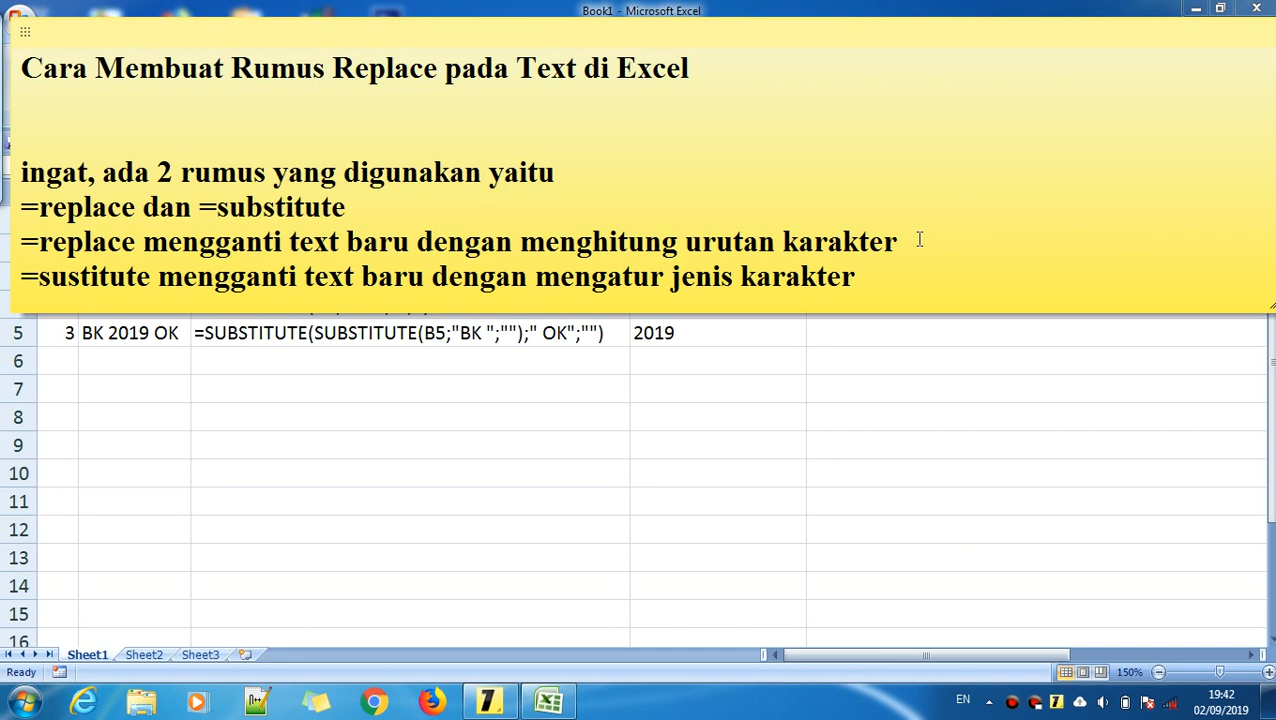 Book1 - Microsoft Excel
Cara Membuat Rumus Replace pada Text di Excel
ingat, ada 2 rumus yang digunakan yaitu
=replace dan =substitute
=replace mengganti text baru dengan menghitung urutan karakter
=sustitute mengganti text baru dengan mengatur jenis karakter
5 3 BK 2019 OK =SUBSTITUTE(SUBSTITUTE(B5;"BK ";"");" OK";"") 2019
6
7
8
9
10
11
12
13
14
15
16
Sheet1 Sheet2 Sheet3
Ready 150%
EN 7 19:42
02/09/2019